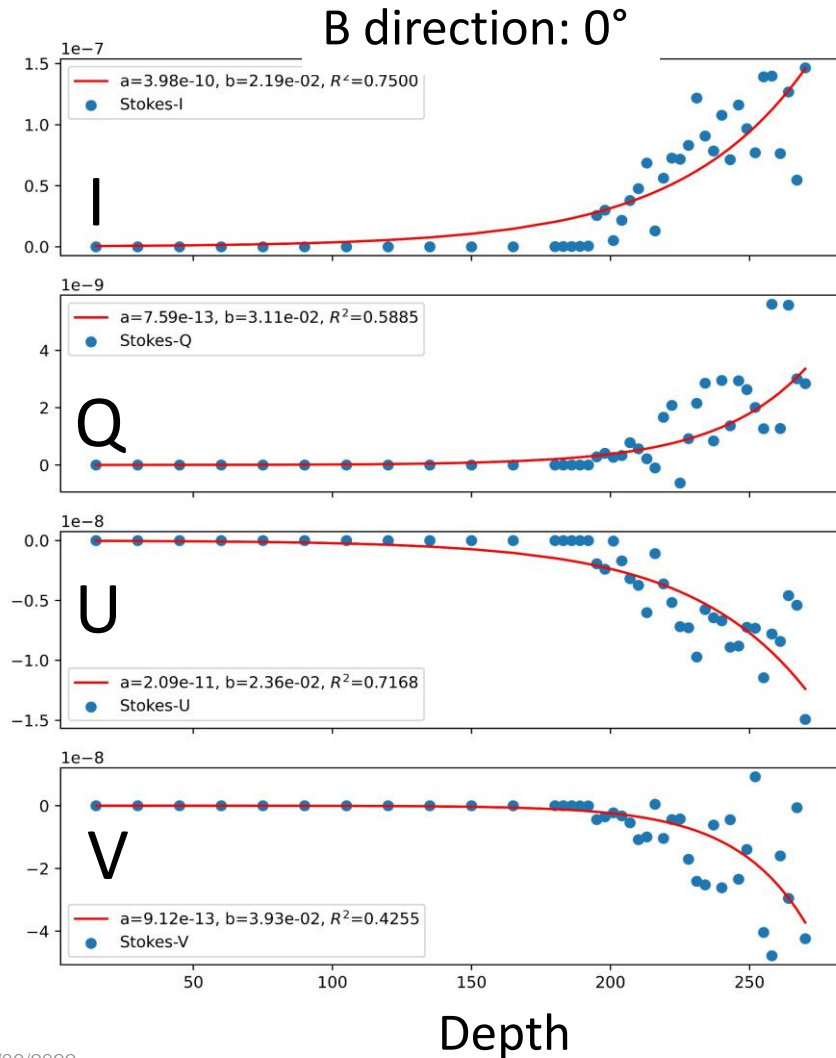 B direction: 0°
1e−7
1.5
1.0
0.5
0.0
a=3.98e-10, b=2.19e-02, R²=0.7500
Stokes-I
I
1e−9
4
2
0
a=7.59e-13, b=3.11e-02, R²=0.5885
Stokes-Q
Q
1e−8
0.0
−0.5
−1.0
−1.5
U
a=2.09e-11, b=2.36e-02, R²=0.7168
Stokes-U
1e−8
0
−2
−4
V
a=9.12e-13, b=3.93e-02, R²=0.4255
Stokes-V
50 100 150 200 250
Depth